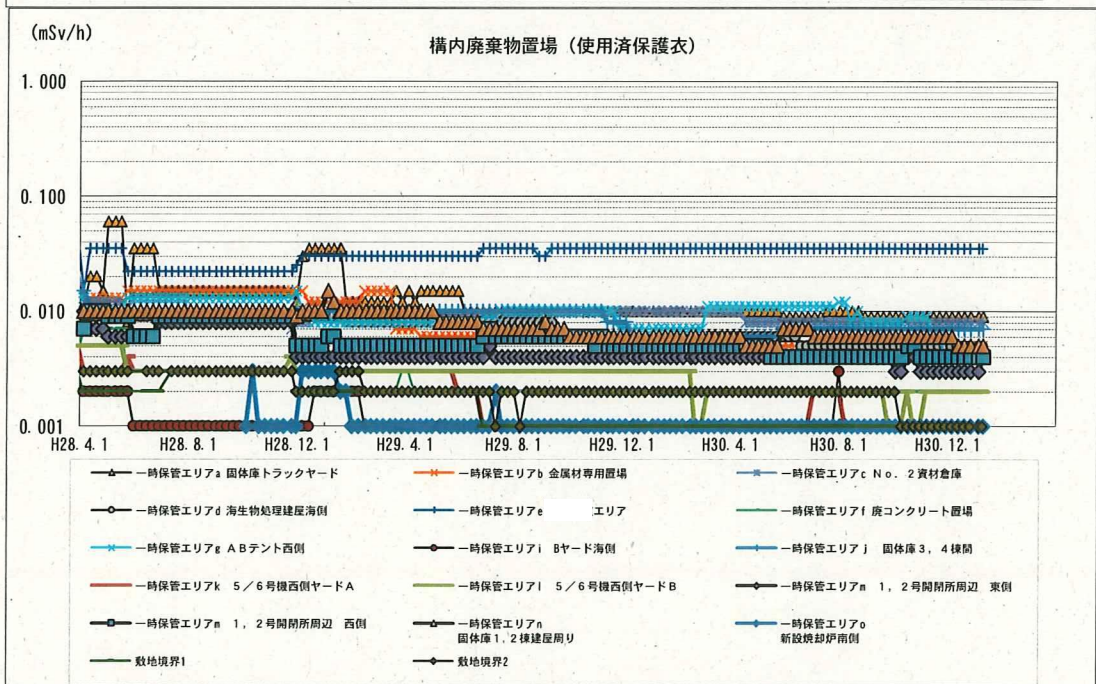 (mSv/h)
構内廃棄物置場（使用済保護衣）
1.000
0.100
0.010
0.001
H28.4.1 H28.8.1 H28.12.1 H29.4.1 H29.8.1 H29.12.1 H30.4.1 H30.8.1 H30.12.1
一時保管エリアa 固体庫トラックヤード 一時保管エリアb 金属材専用置場 一時保管エリアc No.2資材倉庫
一時保管エリアd 海生物処理建屋海側 一時保管エリアe エリア 一時保管エリアf 廃コンクリート置場
一時保管エリアg ABテント西側 一時保管エリアi Bヤード海側 一時保管エリアj 固体庫3,4棟間
一時保管エリアk 5/6号機西側ヤードA 一時保管エリアl 5/6号機西側ヤードB 一時保管エリアm 1,2号開閉所周辺 東側
一時保管エリアm 1,2号開閉所周辺 西側 一時保管エリアn 一時保管エリアo
固体庫1.2棟建屋周り 新設焼却炉南側
敷地境界1 敷地境界2